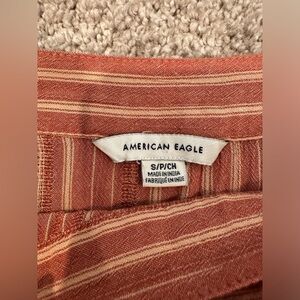 AMERICAN EAGLE
S/P/CH
MADE IN INDIA
FABRIQUÉ EN INDE